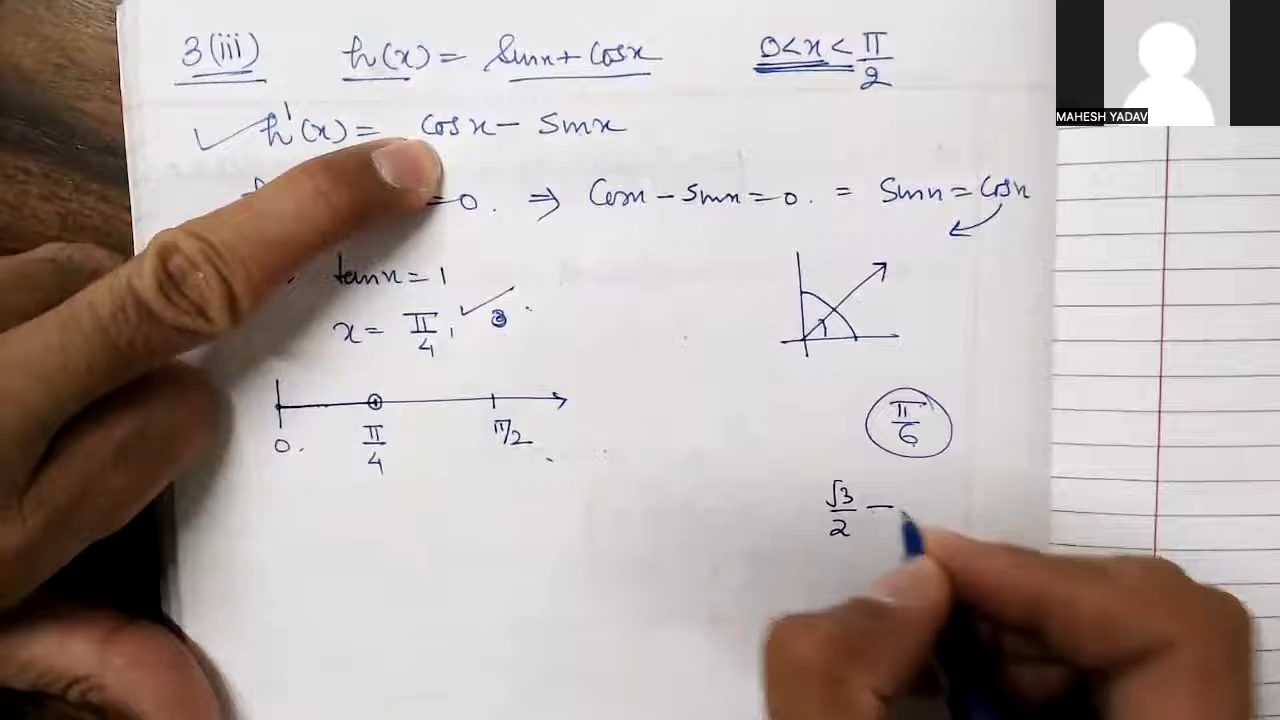 3(iii) h(x) = Sinx + Cosx 0<x<π/2
h'(x) = Cosx - Sinx
=0. ⇒ Cosx - Sinx = 0. = Sinx = Cosx
tanx = 1
x = π/4,
0. π/4 π/2
π/6
√3/2 -
MAHESH YADAV